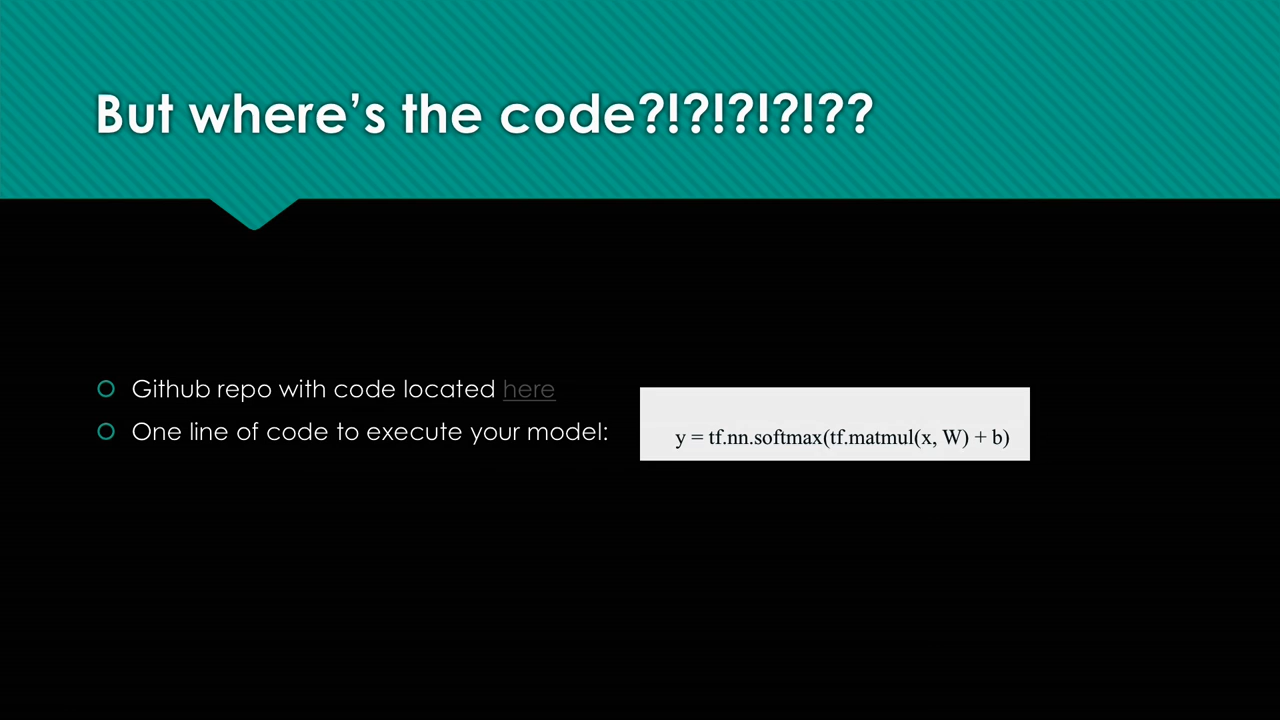 But where’s the code?!?!?!?!??
Github repo with code located here
One line of code to execute your model:
y = tf.nn.softmax(tf.matmul(x, W) + b)